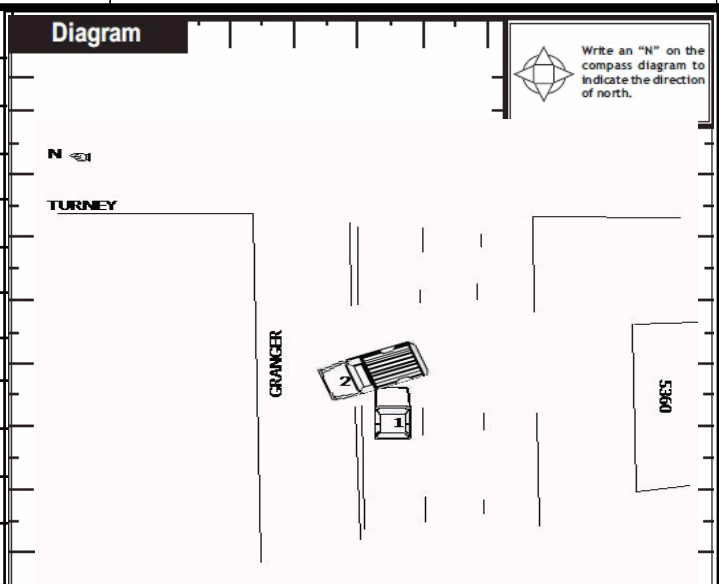 Diagram
Write an “N” on the
compass diagram to
indicate the direction
of north.
N
TURNEY
GRANGER
2
1
5360